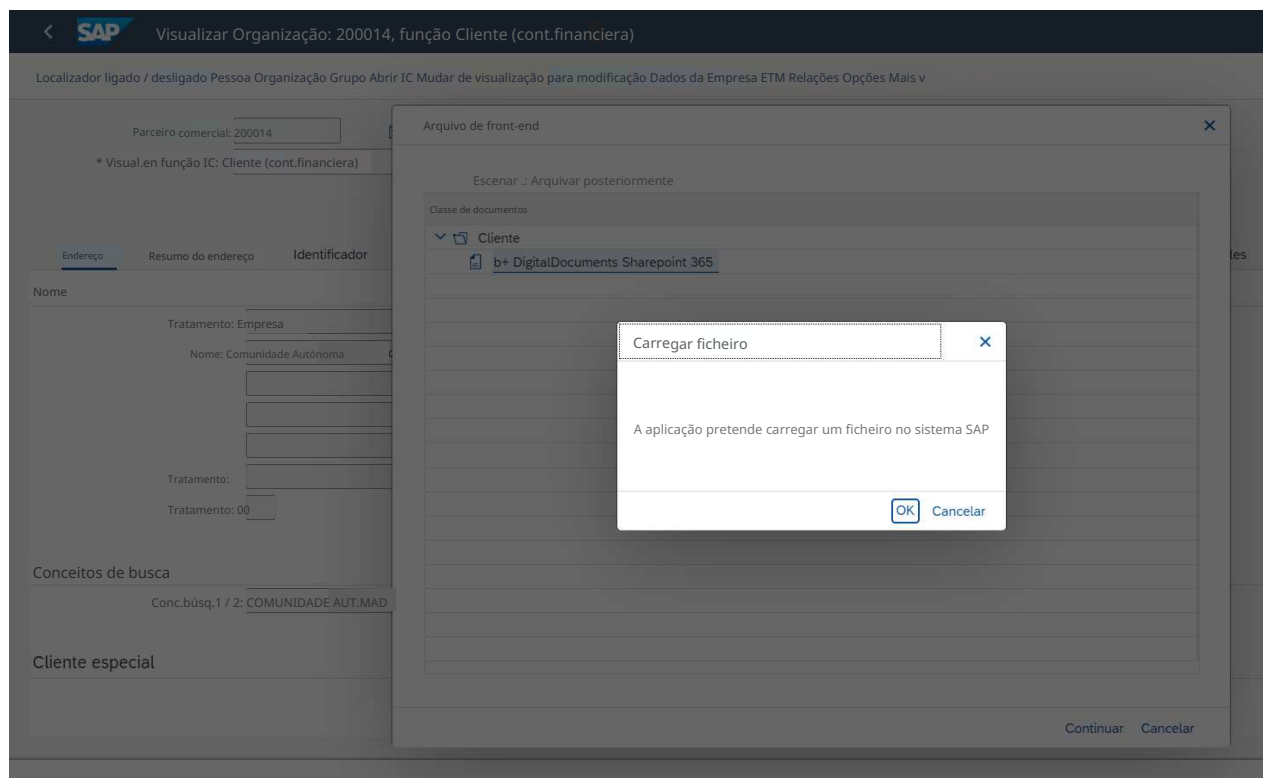 SAP
Visualizar Organização: 200014, função Cliente (cont.financiera)
Localizador ligado / desligado Pessoa Organização Grupo Abrir IC Mudar de visualização para modificação Dados da Empresa ETM Relações Opções Mais v
Parceiro comercial: 200014
* Visual.en função IC: Cliente (cont.financiera)
Endereço Resumo do endereço Identificador
les
Nome
Tratamento: Empresa
Nome: Comunidade Autónoma
Tratamento:
Tratamento: 00
Conceitos de busca
Conc.búsq.1 / 2: COMUNIDADE AUT.MAD
Cliente especial
Arquivo de front-end
Escenar .: Arquivar posteriormente
Classe de documentos
Cliente
b+ DigitalDocuments Sharepoint 365
Carregar ficheiro
A aplicação pretende carregar um ficheiro no sistema SAP
OK Cancelar
Continuar Cancelar